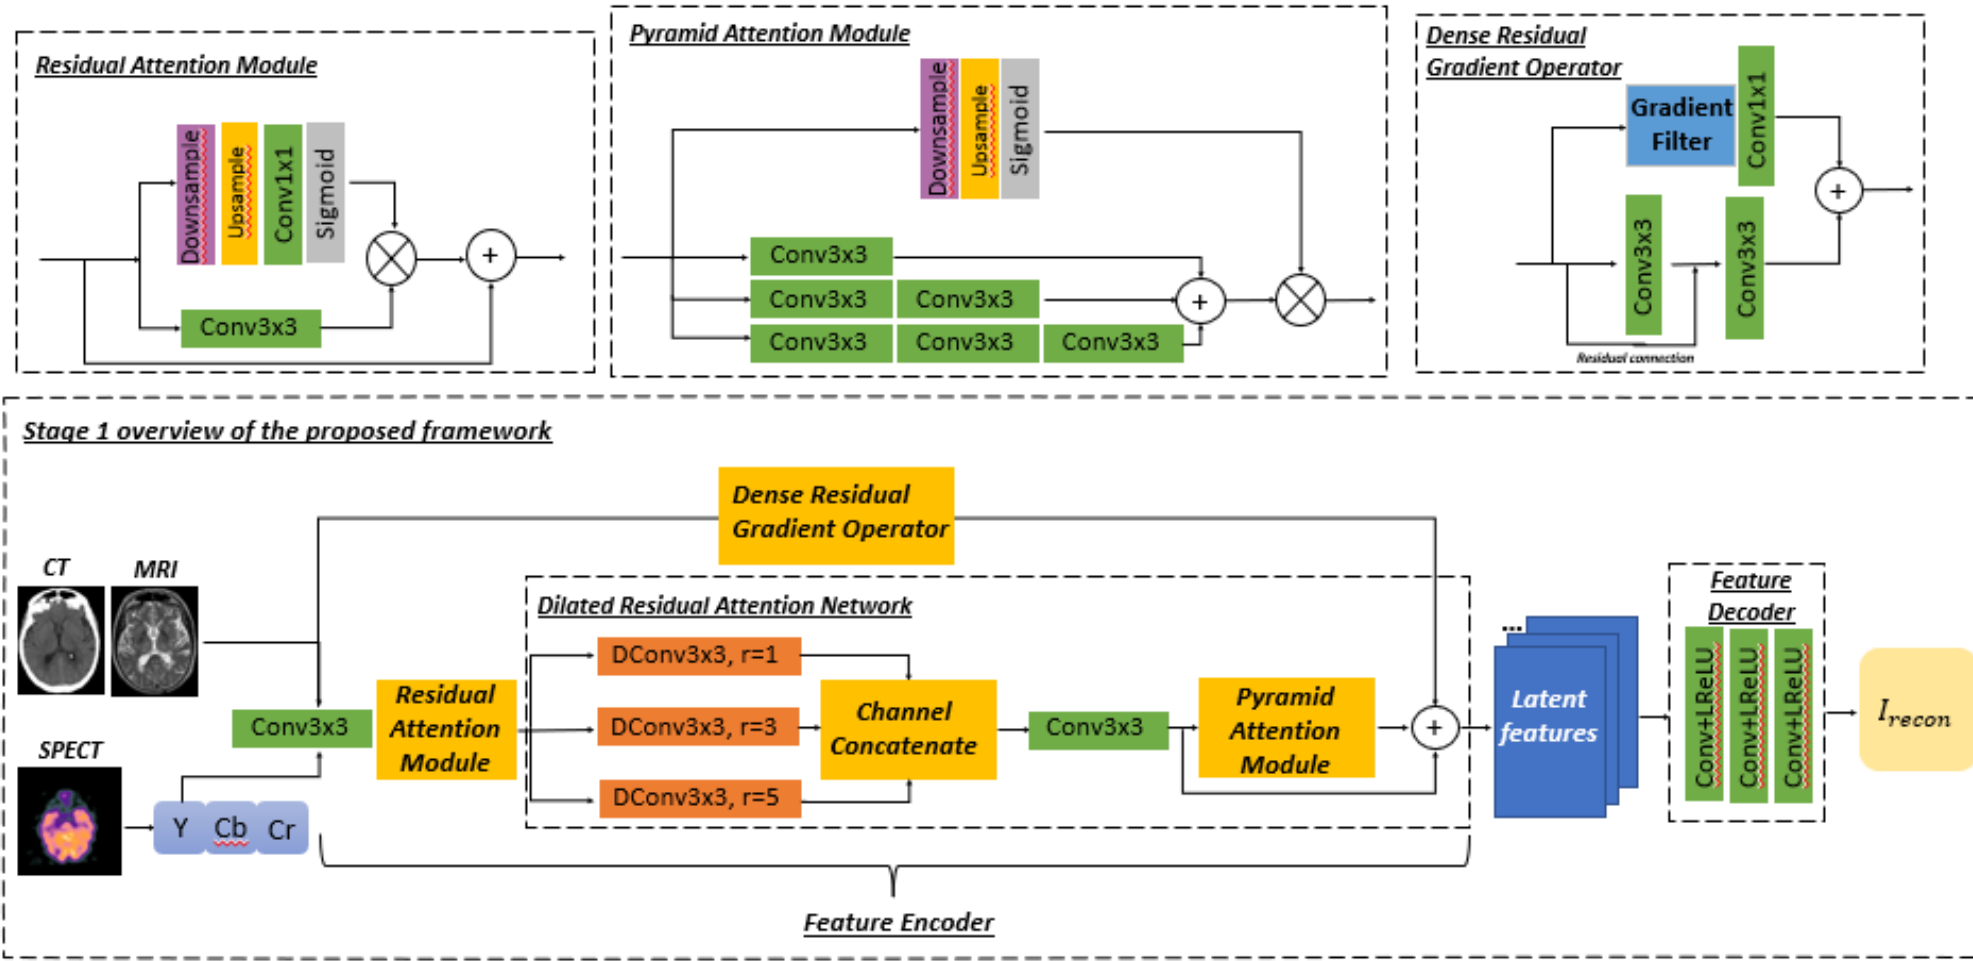 Residual Attention Module
Downsample
Upsample
Conv1x1
Sigmoid
Conv3x3
+
Pyramid Attention Module
Downsample
Upsample
Sigmoid
Conv3x3
Conv3x3
Conv3x3
Conv3x3
Conv3x3
Conv3x3
+
Dense Residual
Gradient Operator
Gradient
Filter
Conv1x1
Conv3x3
Conv3x3
+
Residual connection
Stage 1 overview of the proposed framework
Dense Residual
Gradient Operator
CT
MRI
SPECT
Y
Cb
Cr
Conv3x3
Residual
Attention
Module
Dilated Residual Attention Network
DConv3x3, r=1
DConv3x3, r=3
DConv3x3, r=5
Channel
Concatenate
Conv3x3
Pyramid
Attention
Module
+
...
Latent
features
Feature
Decoder
Conv+LReLU
Conv+LReLU
Conv+LReLU
I_recon
Feature Encoder